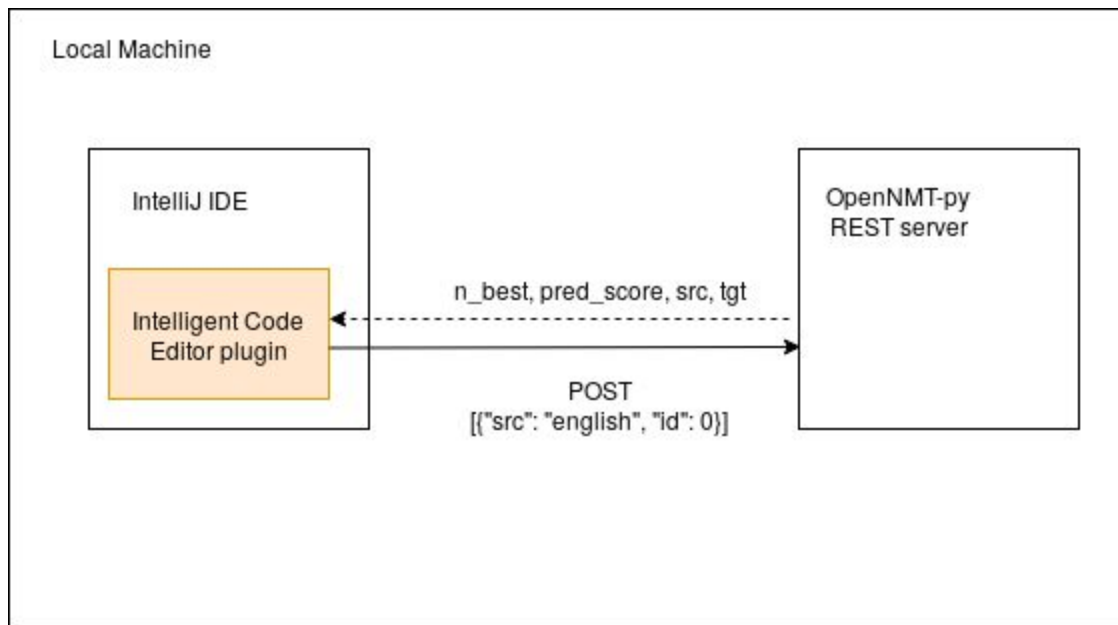 Local Machine
IntelliJ IDE
Intelligent Code
Editor plugin
n_best, pred_score, src, tgt
POST
[{"src": "english", "id": 0}]
OpenNMT-py
REST server